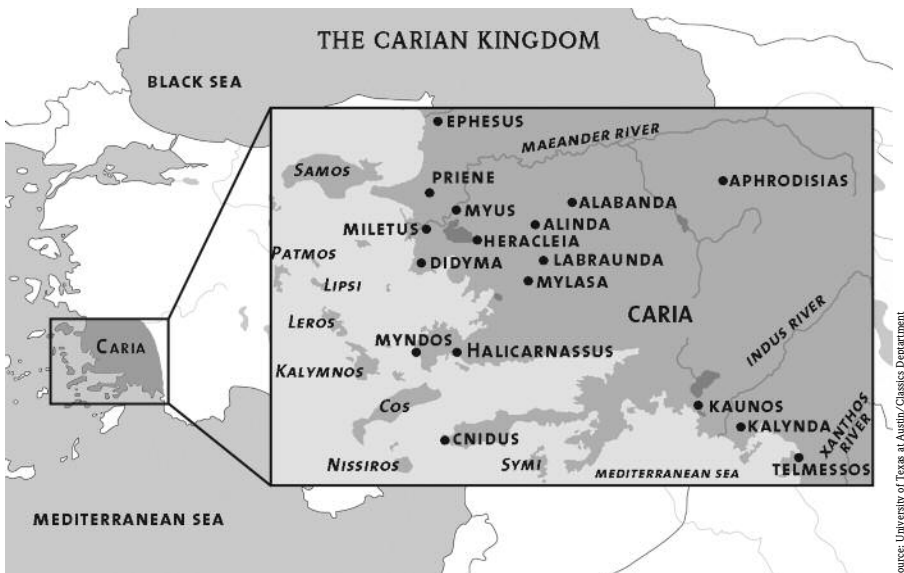 THE CARIAN KINGDOM
BLACK SEA
EPHESUS
MAEANDER RIVER
SAMOS
PRIENE
APHRODISIAS
MYUS
ALABANDA
MILETUS
ALINDA
HERACLEIA
PATMOS
DIDYMA
LABRAUNDA
LIPSI
MYLASA
LEROS
CARIA
INDUS RIVER
CARIA
MYNDOS
HALICARNASSUS
KALYMNOS
COS
KAUNOS
KALYNDA
XANTHOS
RIVER
CNIDUS
NISSIROS
SYMI
MEDITERRANEAN SEA
TELMESSOS
MEDITERRANEAN SEA
ource: University of Texas at Austin/Classics Deptartment